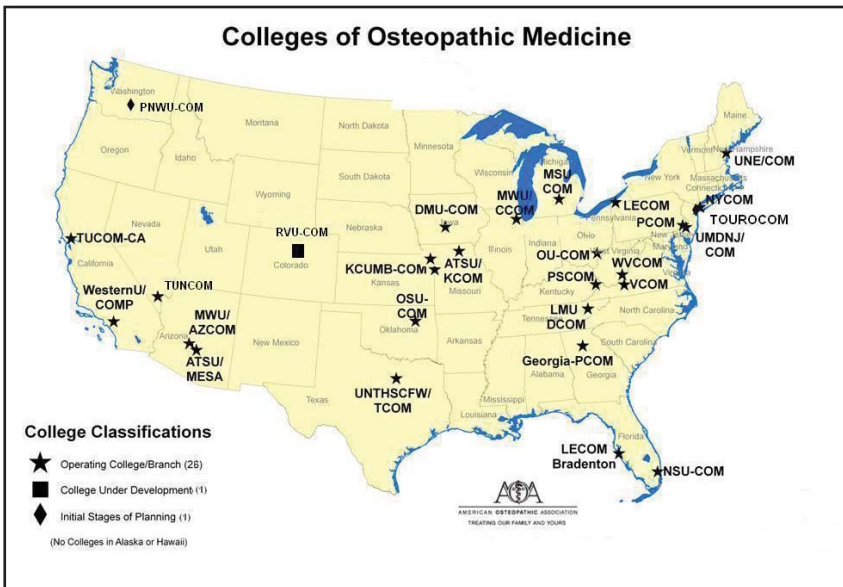 Colleges of Osteopathic Medicine
Washington
PNWU-COM
Montana
North Dakota
Minnesota
Maine
Oregon
Idaho
South Dakota
Wisconsin
Michigan
Vermont
New Hampshire
UNE/COM
New York
Massachusetts
Connecticut
Wyoming
MSU
COM
LECOM
NYCOM
TOUROCOM
Pennsylvania
PCOM
New Jersey
UMDNJ/
COM
Maryland
DMU-COM
Iowa
MWU/
CCOM
Nevada
TUCOM-CA
RVU-COM
Nebraska
Utah
Colorado
California
Illinois
Indiana
Ohio
OU-COM
West Virginia
WVCOM
Virginia
KCUMB-COM
Kansas
ATSU/
KCOM
Missouri
PSCOM
Kentucky
VCOM
TUNCOM
WesternU/
COMP
OSU-
COM
Oklahoma
LMU
DCOM
Tennessee
North Carolina
MWU/
AZCOM
Arizona
New Mexico
Arkansas
South Carolina
Georgia-PCOM
ATSU/
MESA
Alabama
Georgia
Texas
UNTHSCFW/
TCOM
Mississippi
Louisiana
Florida
LECOM
Bradenton
NSU-COM
College Classifications
Operating College/Branch (26)
College Under Development (1)
Initial Stages of Planning (1)
(No Colleges in Alaska or Hawaii)
AOA
AMERICAN OSTEOPATHIC ASSOCIATION
TREATING OUR FAMILY AND YOURS